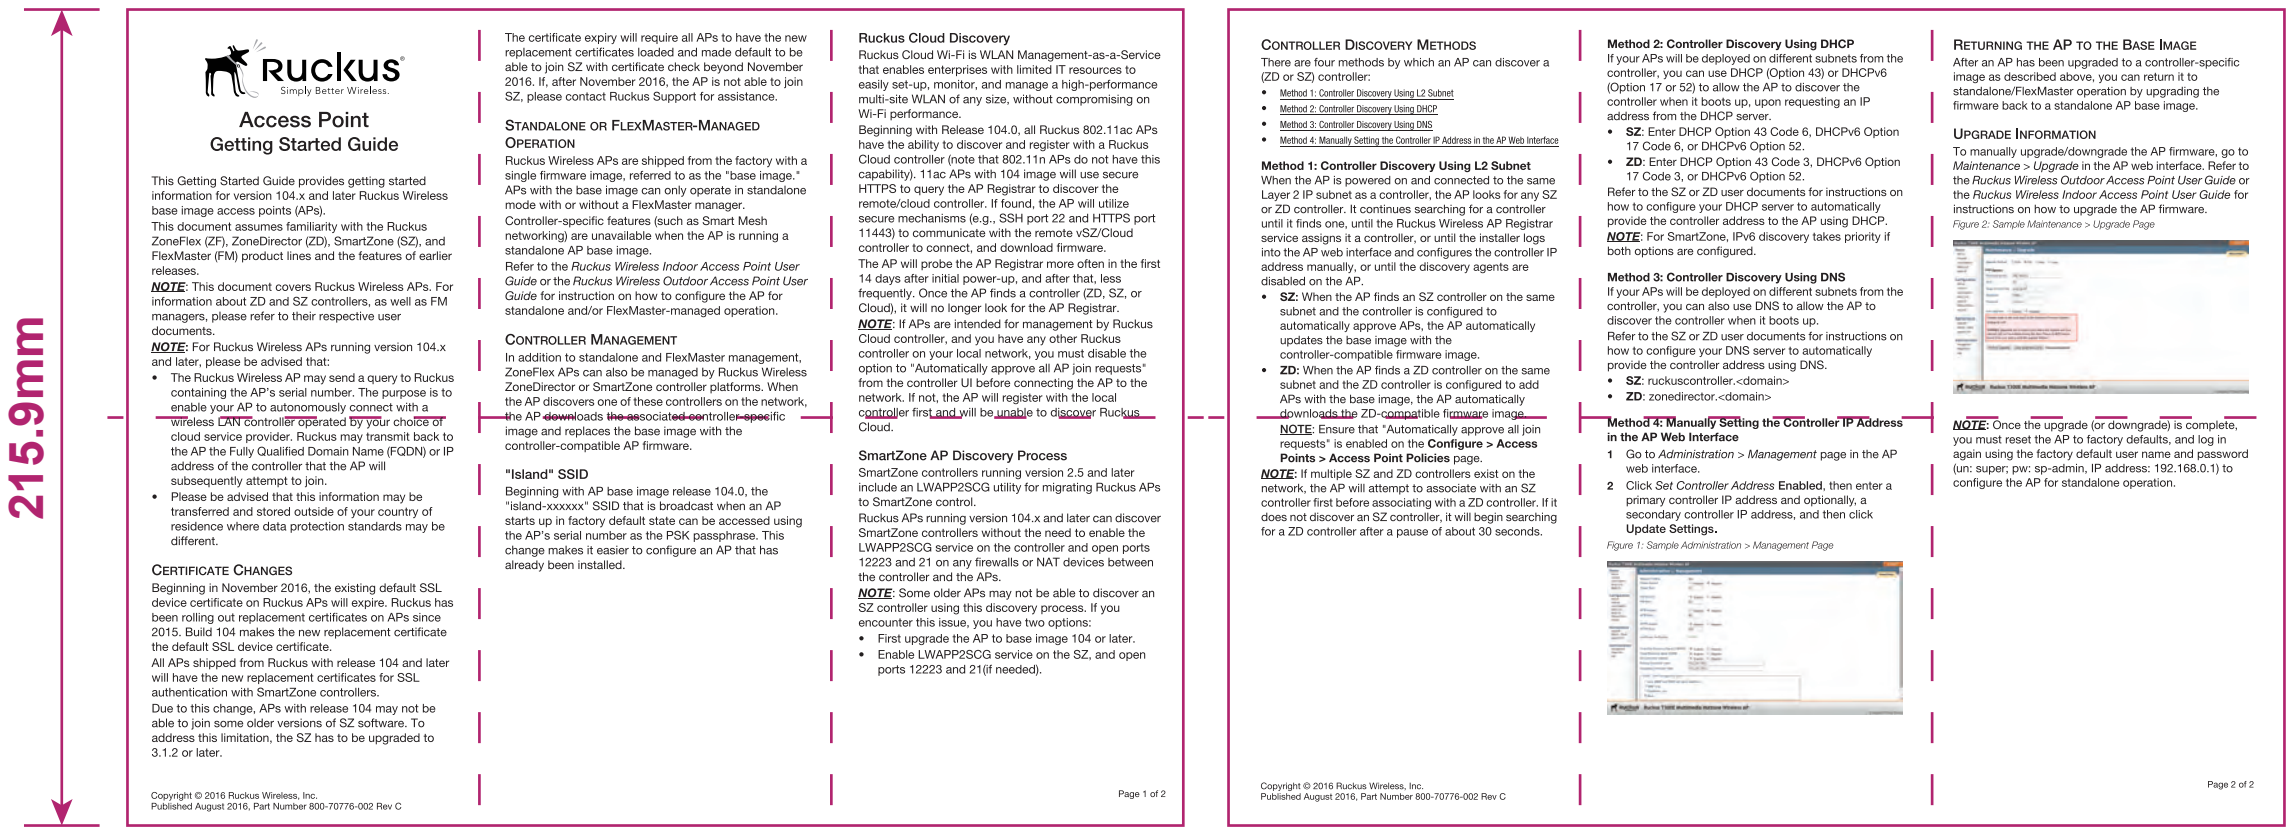 215.9mm
Ruckus®
Simply Better Wireless.
Access Point
Getting Started Guide
This Getting Started Guide provides getting started
information for version 104.x and later Ruckus Wireless
base image access points (APs).
This document assumes familiarity with the Ruckus
ZoneFlex (ZF), ZoneDirector (ZD), SmartZone (SZ), and
FlexMaster (FM) product lines and the features of earlier
releases.
NOTE: This document covers Ruckus Wireless APs. For
information about ZD and SZ controllers, as well as FM
managers, please refer to their respective user
documents.
NOTE: For Ruckus Wireless APs running version 104.x
and later, please be advised that:
• The Ruckus Wireless AP may send a query to Ruckus
containing the AP's serial number. The purpose is to
enable your AP to autonomously connect with a
wireless LAN controller operated by your choice of
cloud service provider. Ruckus may transmit back to
the AP the Fully Qualified Domain Name (FQDN) or IP
address of the controller that the AP will
subsequently attempt to join.
• Please be advised that this information may be
transferred and stored outside of your country of
residence where data protection standards may be
different.
CERTIFICATE CHANGES
Beginning in November 2016, the existing default SSL
device certificate on Ruckus APs will expire. Ruckus has
been rolling out replacement certificates on APs since
2015. Build 104 makes the new replacement certificate
the default SSL device certificate.
All APs shipped from Ruckus with release 104 and later
will have the new replacement certificates for SSL
authentication with SmartZone controllers.
Due to this change, APs with release 104 may not be
able to join some older versions of SZ software. To
address this limitation, the SZ has to be upgraded to
3.1.2 or later.
Copyright © 2016 Ruckus Wireless, Inc.
Published August 2016, Part Number 800-70776-002 Rev C
The certificate expiry will require all APs to have the new
replacement certificates loaded and made default to be
able to join SZ with certificate check beyond November
2016. If, after November 2016, the AP is not able to join
SZ, please contact Ruckus Support for assistance.
STANDALONE OR FLEXMASTER-MANAGED
OPERATION
Ruckus Wireless APs are shipped from the factory with a
single firmware image, referred to as the "base image."
APs with the base image can only operate in standalone
mode with or without a FlexMaster manager.
Controller-specific features (such as Smart Mesh
networking) are unavailable when the AP is running a
standalone AP base image.
Refer to the Ruckus Wireless Indoor Access Point User
Guide or the Ruckus Wireless Outdoor Access Point User
Guide for instruction on how to configure the AP for
standalone and/or FlexMaster-managed operation.
CONTROLLER MANAGEMENT
In addition to standalone and FlexMaster management,
ZoneFlex APs can also be managed by Ruckus Wireless
ZoneDirector or SmartZone controller platforms. When
the AP discovers one of these controllers on the network,
the AP downloads the associated controller-specific
image and replaces the base image with the
controller-compatible AP firmware.
"Island" SSID
Beginning with AP base image release 104.0, the
"island-xxxxxx" SSID that is broadcast when an AP
starts up in factory default state can be accessed using
the AP's serial number as the PSK passphrase. This
change makes it easier to configure an AP that has
already been installed.
Ruckus Cloud Discovery
Ruckus Cloud Wi-Fi is WLAN Management-as-a-Service
that enables enterprises with limited IT resources to
easily set-up, monitor, and manage a high-performance
multi-site WLAN of any size, without compromising on
Wi-Fi performance.
Beginning with Release 104.0, all Ruckus 802.11ac APs
have the ability to discover and register with a Ruckus
Cloud controller (note that 802.11n APs do not have this
capability). 11ac APs with 104 image will use secure
HTTPS to query the AP Registrar to discover the
remote/cloud controller. If found, the AP will utilize
secure mechanisms (e.g., SSH port 22 and HTTPS port
11443) to communicate with the remote vSZ/Cloud
controller to connect, and download firmware.
The AP will probe the AP Registrar more often in the first
14 days after initial power-up, and after that, less
frequently. Once the AP finds a controller (ZD, SZ, or
Cloud), it will no longer look for the AP Registrar.
NOTE: If APs are intended for management by Ruckus
Cloud controller, and you have any other Ruckus
controller on your local network, you must disable the
option to "Automatically approve all AP join requests"
from the controller UI before connecting the AP to the
network. If not, the AP will register with the local
controller first and will be unable to discover Ruckus
Cloud.
SmartZone AP Discovery Process
SmartZone controllers running version 2.5 and later
include an LWAPP2SCG utility for migrating Ruckus APs
to SmartZone control.
Ruckus APs running version 104.x and later can discover
SmartZone controllers without the need to enable the
LWAPP2SCG service on the controller and open ports
12223 and 21 on any firewalls or NAT devices between
the controller and the APs.
NOTE: Some older APs may not be able to discover an
SZ controller using this discovery process. If you
encounter this issue, you have two options:
• First upgrade the AP to base image 104 or later.
• Enable LWAPP2SCG service on the SZ, and open
ports 12223 and 21(if needed).
Page 1 of 2
CONTROLLER DISCOVERY METHODS
There are four methods by which an AP can discover a
(ZD or SZ) controller:
• Method 1: Controller Discovery Using L2 Subnet
• Method 2: Controller Discovery Using DHCP
• Method 3: Controller Discovery Using DNS
• Method 4: Manually Setting the Controller IP Address in the AP Web Interface
Method 1: Controller Discovery Using L2 Subnet
When the AP is powered on and connected to the same
Layer 2 IP subnet as a controller, the AP looks for any SZ
or ZD controller. It continues searching for a controller
until it finds one, until the Ruckus Wireless AP Registrar
service assigns it a controller, or until the installer logs
into the AP web interface and configures the controller IP
address manually, or until the discovery agents are
disabled on the AP.
• SZ: When the AP finds an SZ controller on the same
subnet and the controller is configured to
automatically approve APs, the AP automatically
updates the base image with the
controller-compatible firmware image.
• ZD: When the AP finds a ZD controller on the same
subnet and the ZD controller is configured to add
APs with the base image, the AP automatically
downloads the ZD-compatible firmware image.
NOTE: Ensure that "Automatically approve all join
requests" is enabled on the Configure > Access
Points > Access Point Policies page.
NOTE: If multiple SZ and ZD controllers exist on the
network, the AP will attempt to associate with an SZ
controller first before associating with a ZD controller. If it
does not discover an SZ controller, it will begin searching
for a ZD controller after a pause of about 30 seconds.
Copyright © 2016 Ruckus Wireless, Inc.
Published August 2016, Part Number 800-70776-002 Rev C
Method 2: Controller Discovery Using DHCP
If your APs will be deployed on different subnets from the
controller, you can use DHCP (Option 43) or DHCPv6
(Option 17 or 52) to allow the AP to discover the
controller when it boots up, upon requesting an IP
address from the DHCP server.
• SZ: Enter DHCP Option 43 Code 6, DHCPv6 Option
17 Code 6, or DHCPv6 Option 52.
• ZD: Enter DHCP Option 43 Code 3, DHCPv6 Option
17 Code 3, or DHCPv6 Option 52.
Refer to the SZ or ZD user documents for instructions on
how to configure your DHCP server to automatically
provide the controller address to the AP using DHCP.
NOTE: For SmartZone, IPv6 discovery takes priority if
both options are configured.
Method 3: Controller Discovery Using DNS
If your APs will be deployed on different subnets from the
controller, you can also use DNS to allow the AP to
discover the controller when it boots up.
Refer to the SZ or ZD user documents for instructions on
how to configure your DNS server to automatically
provide the controller address using DNS.
• SZ: ruckuscontroller.<domain>
• ZD: zonedirector.<domain>
Method 4: Manually Setting the Controller IP Address
in the AP Web Interface
1 Go to Administration > Management page in the AP
web interface.
2 Click Set Controller Address Enabled, then enter a
primary controller IP address and optionally, a
secondary controller IP address, and then click
Update Settings.
Figure 1: Sample Administration > Management Page
RETURNING THE AP TO THE BASE IMAGE
After an AP has been upgraded to a controller-specific
image as described above, you can return it to
standalone/FlexMaster operation by upgrading the
firmware back to a standalone AP base image.
UPGRADE INFORMATION
To manually upgrade/downgrade the AP firmware, go to
Maintenance > Upgrade in the AP web interface. Refer to
the Ruckus Wireless Outdoor Access Point User Guide or
the Ruckus Wireless Indoor Access Point User Guide for
instructions on how to upgrade the AP firmware.
Figure 2: Sample Maintenance > Upgrade Page
NOTE: Once the upgrade (or downgrade) is complete,
you must reset the AP to factory defaults, and log in
again using the factory default user name and password
(un: super; pw: sp-admin, IP address: 192.168.0.1) to
configure the AP for standalone operation.
Page 2 of 2